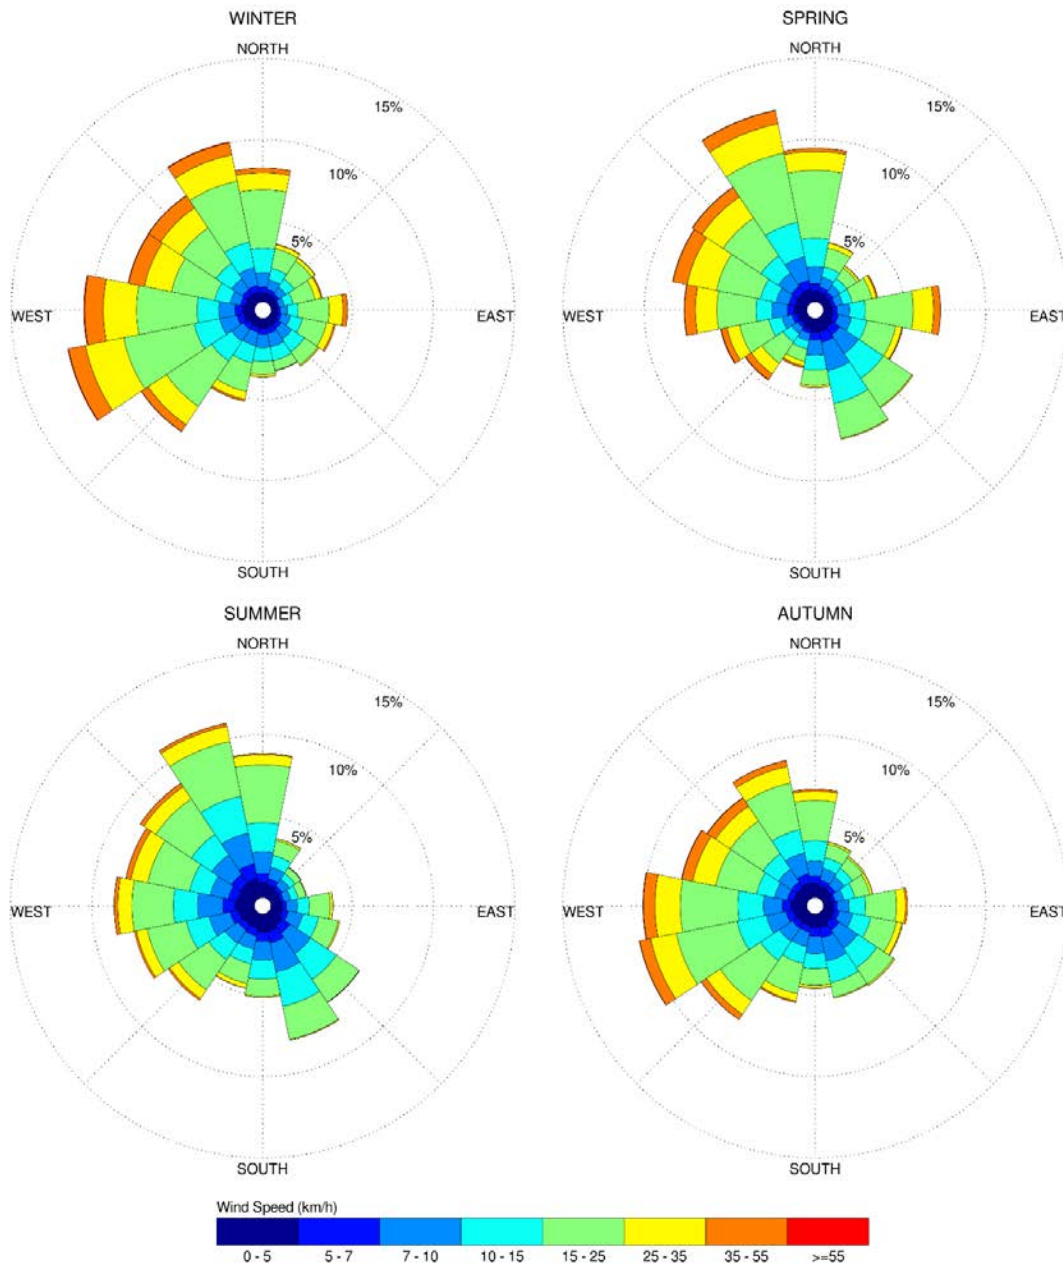 WINTER
SPRING
NORTH
NORTH
15%
15%
10%
10%
5%
5%
WEST
EAST
WEST
EAST
SOUTH
SOUTH
SUMMER
AUTUMN
NORTH
NORTH
15%
15%
10%
10%
5%
5%
WEST
EAST
WEST
EAST
SOUTH
SOUTH
Wind Speed (km/h)
0 - 5 5 - 7 7 - 10 10 - 15 15 - 25 25 - 35 35 - 55 >=55